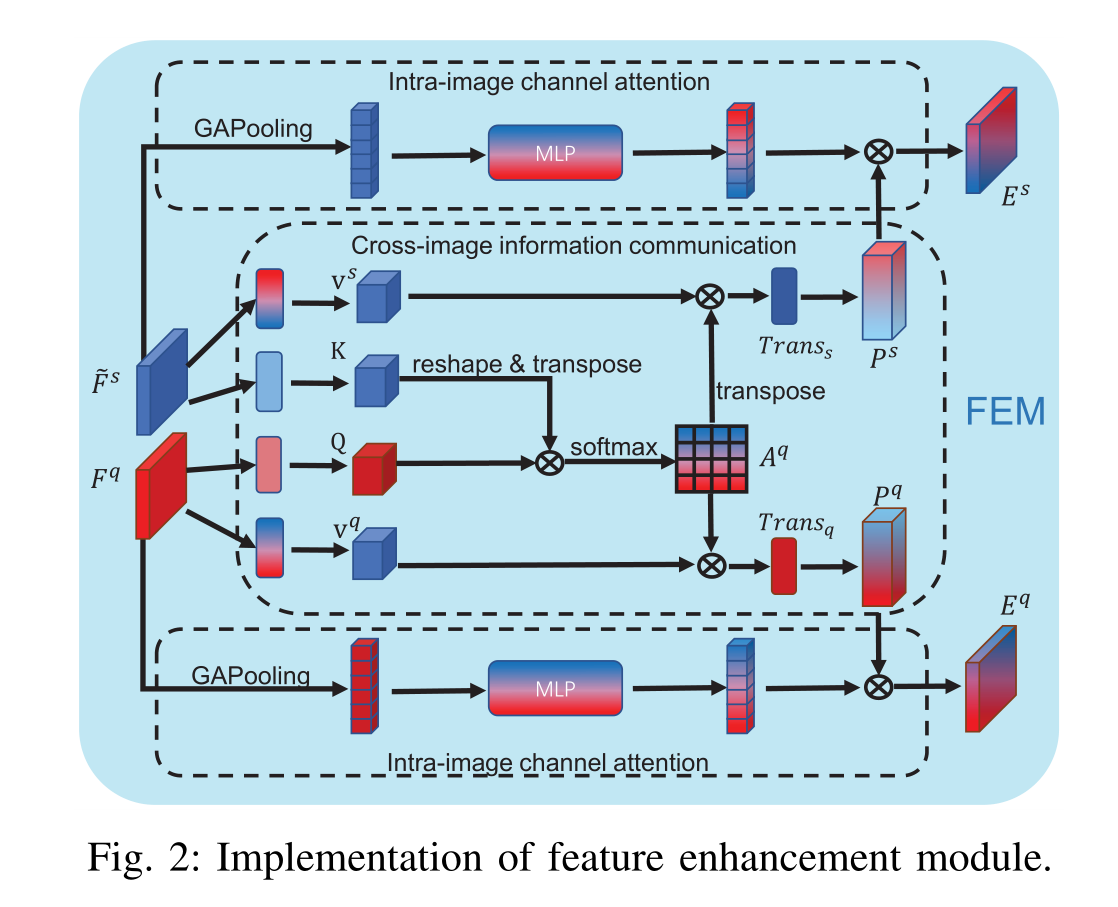 Intra-image channel attention
GAPooling
MLP
E^s
Cross-image information communication
v^s
Trans_s
P^s
K
reshape & transpose
F̃^s
transpose
FEM
Q
softmax
A^q
F^q
v^q
Trans_q
P^q
E^q
GAPooling
MLP
Intra-image channel attention
Fig. 2: Implementation of feature enhancement module.